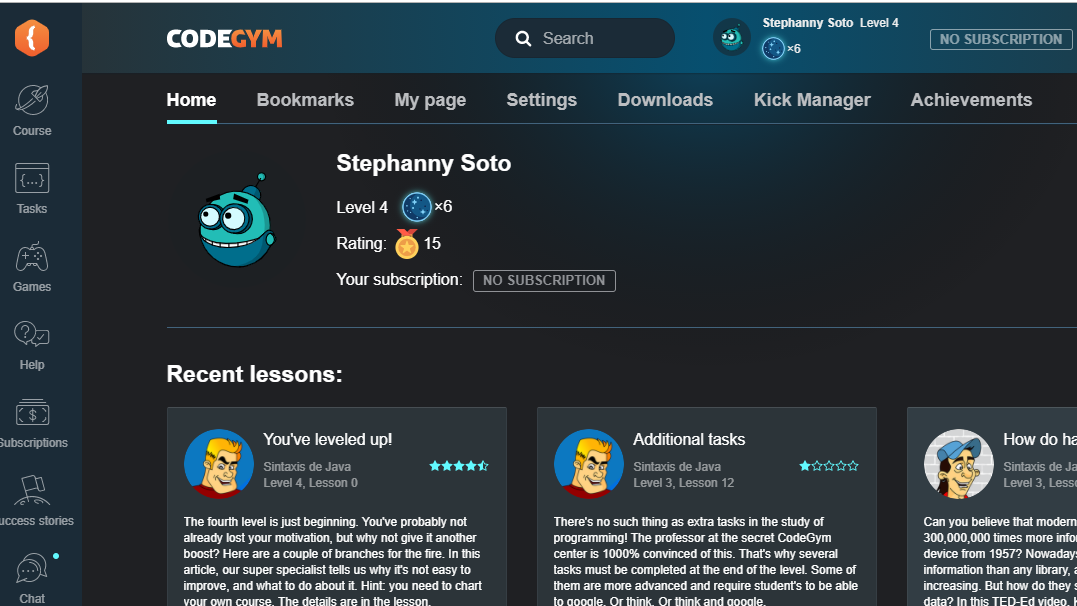 CODEGYM
Search
Stephanny Soto Level 4
×6
NO SUBSCRIPTION
Home Bookmarks My page Settings Downloads Kick Manager Achievements
Course
{...}
Tasks
Games
Help
Subscriptions
uccess stories
Chat
Stephanny Soto
Level 4 ×6
Rating: 15
Your subscription: NO SUBSCRIPTION
Recent lessons:
You've leveled up!
Sintaxis de Java
Level 4, Lesson 0
The fourth level is just beginning. You've probably not
already lost your motivation, but why not give it another
boost? Here are a couple of branches for the fire. In this
article, our super specialist tells us why it's not easy to
improve, and what to do about it. Hint: you need to chart
your own course. The details are in the lesson.
Additional tasks
Sintaxis de Java
Level 3, Lesson 12
There's no such thing as extra tasks in the study of
programming! The professor at the secret CodeGym
center is 1000% convinced of this. That's why several
tasks must be completed at the end of the level. Some of
them are more advanced and require student's to be able
to google. Or think. Or think and google.
How do ha
Sintaxis de Ja
Level 3, Lesso
Can you believe that modern
300,000,000 times more infor
device from 1957? Nowadays
information than any library, a
increasing. But how do they s
data? In this TED-Ed video, H